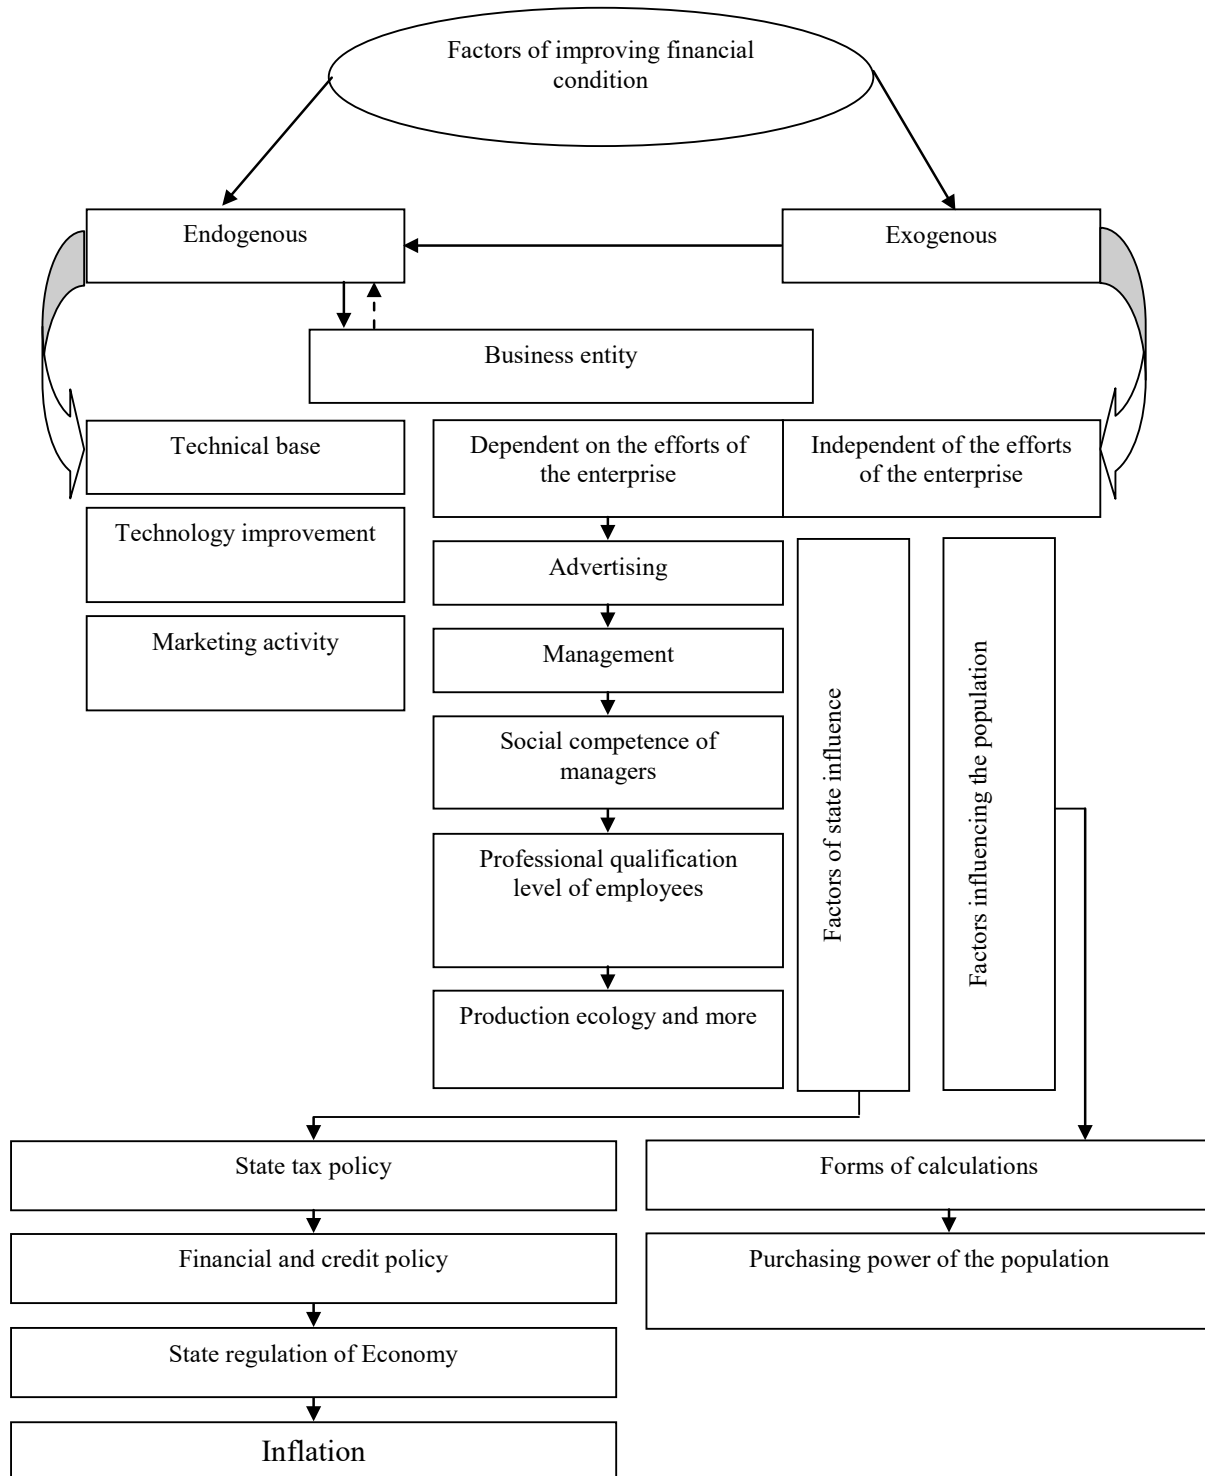 Factors of improving financial
condition
Endogenous
Exogenous
Business entity
Technical base
Technology improvement
Marketing activity
Dependent on the efforts of
the enterprise
Independent of the efforts
of the enterprise
Advertising
Management
Social competence of
managers
Professional qualification
level of employees
Production ecology and more
Factors of state influence
Factors influencing the population
State tax policy
Financial and credit policy
State regulation of Economy
Inflation
Forms of calculations
Purchasing power of the population